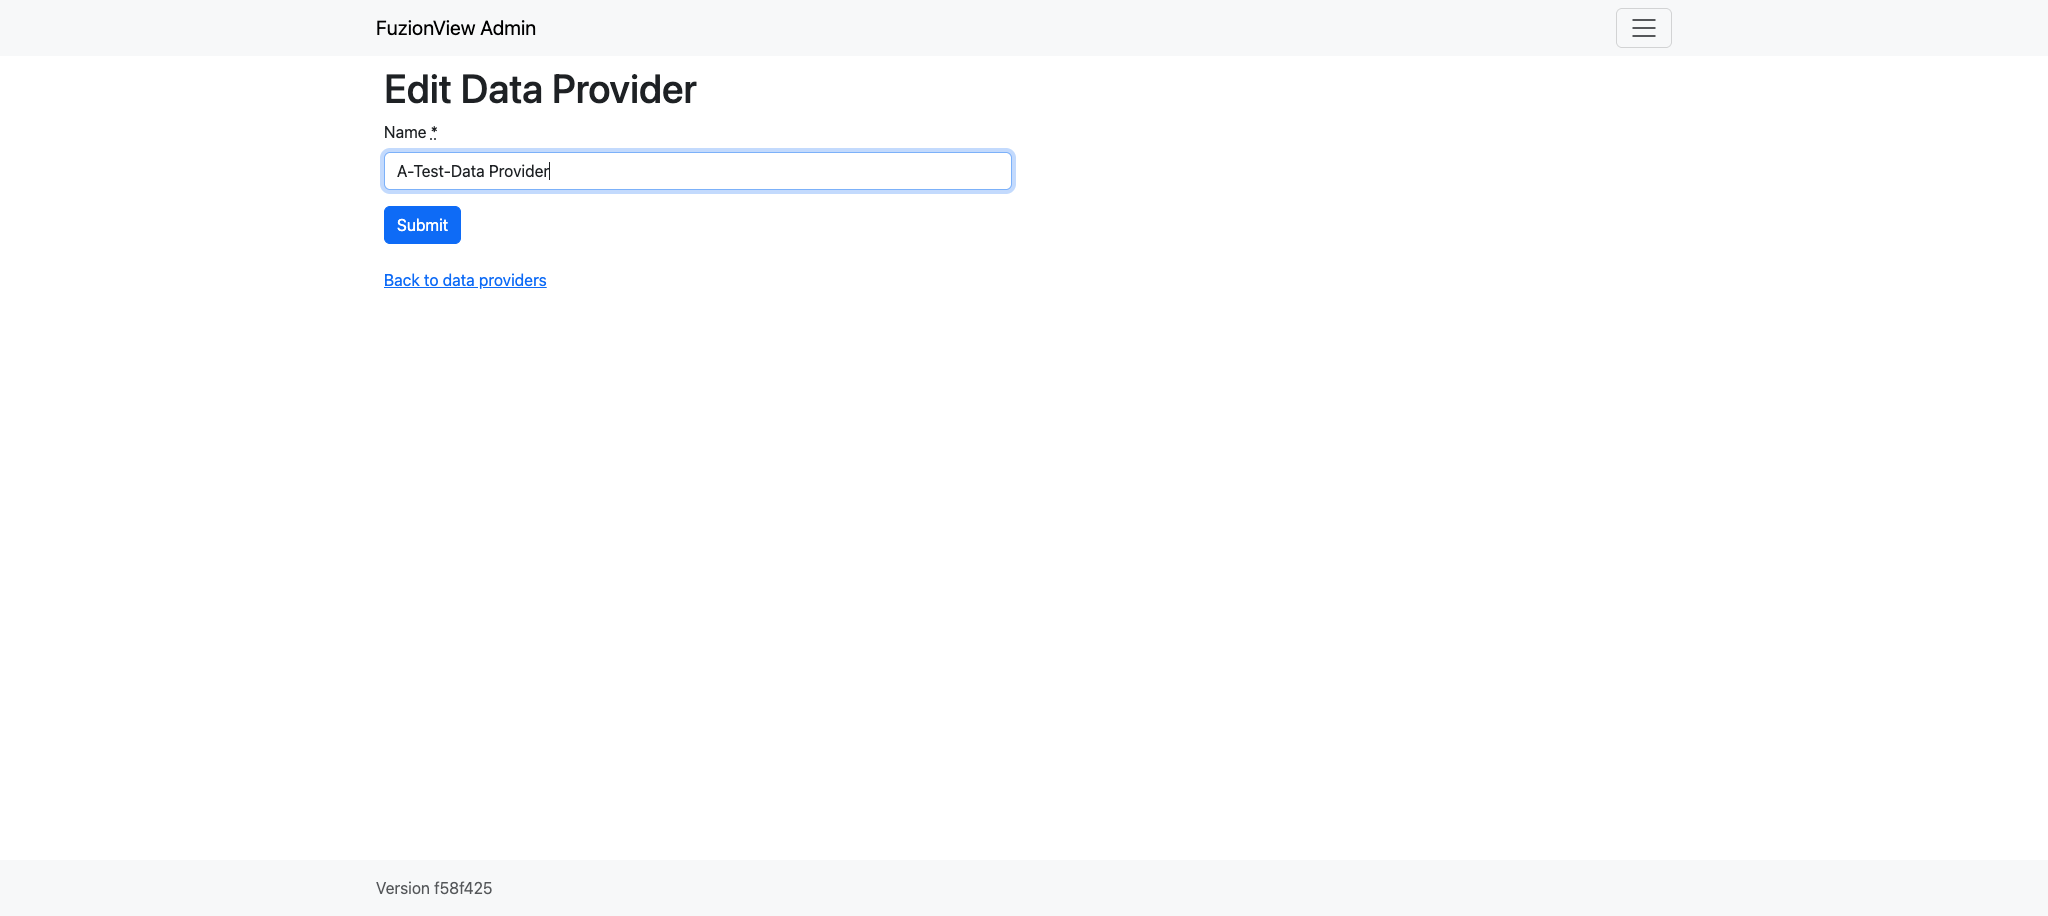 FuzionView Admin
Edit Data Provider
Name *
A-Test-Data Provider
Submit
Back to data providers
Version f58f425